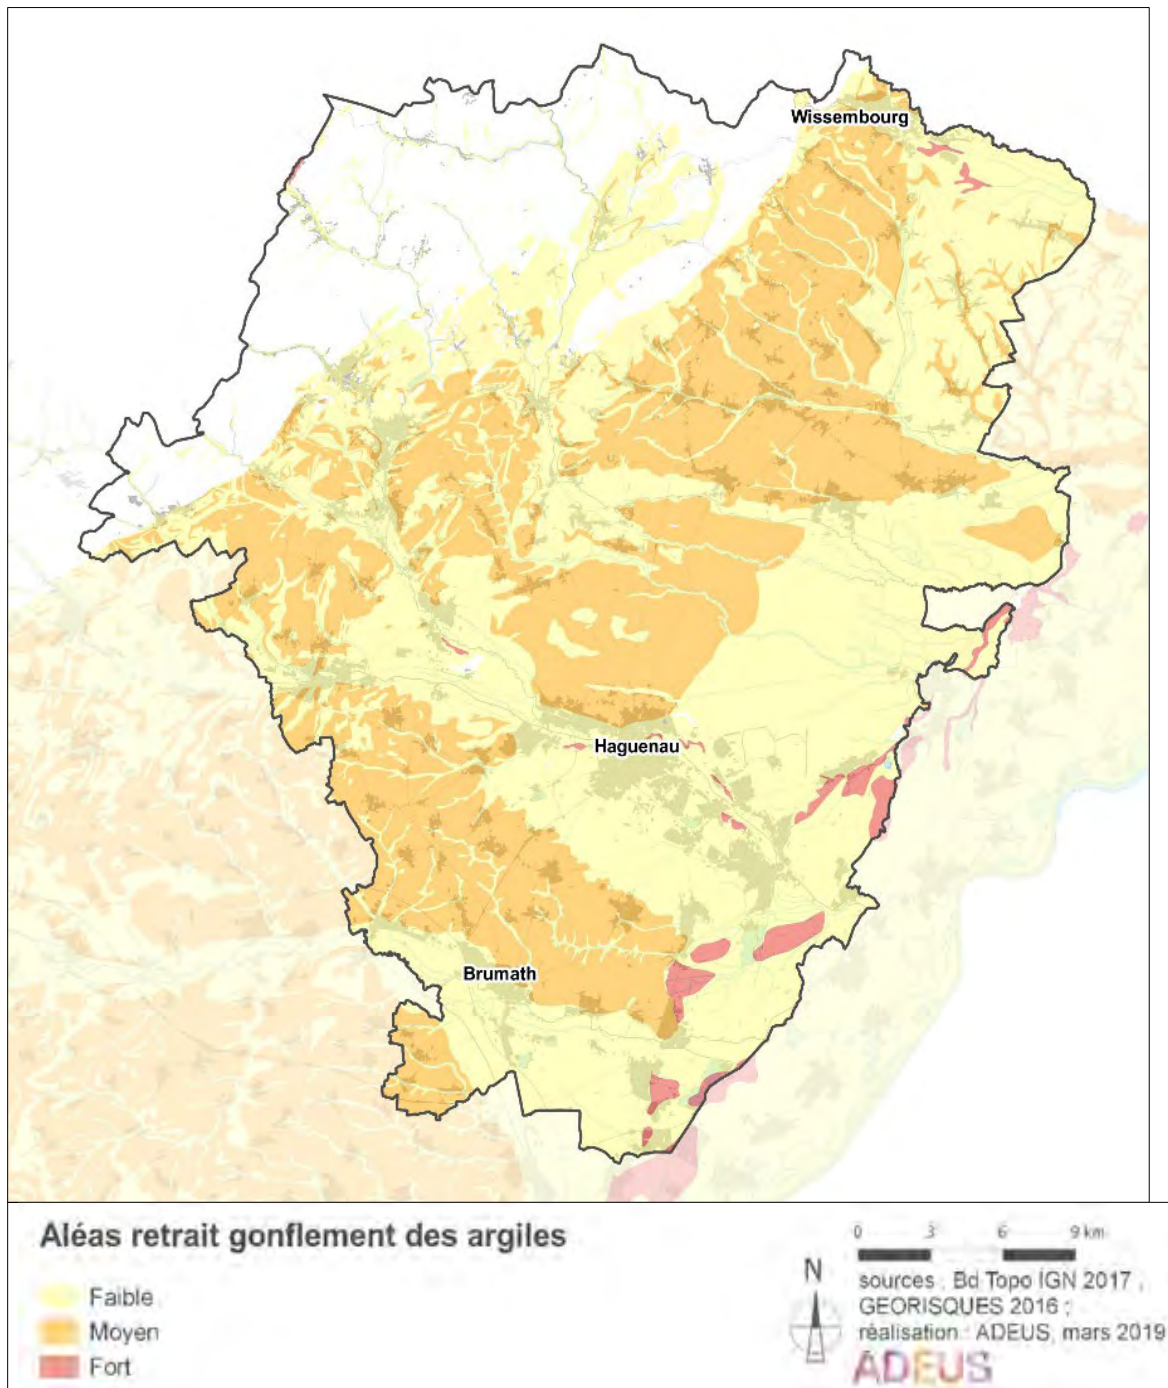 Wissembourg
Haguenau
Brumath
Aléas retrait gonflement des argiles
Faible
Moyen
Fort
0 3 6 9 km
N
sources : Bd Topo IGN 2017 ,
GEORISQUES 2016 ;
réalisation : ADEUS, mars 2019
ADEUS